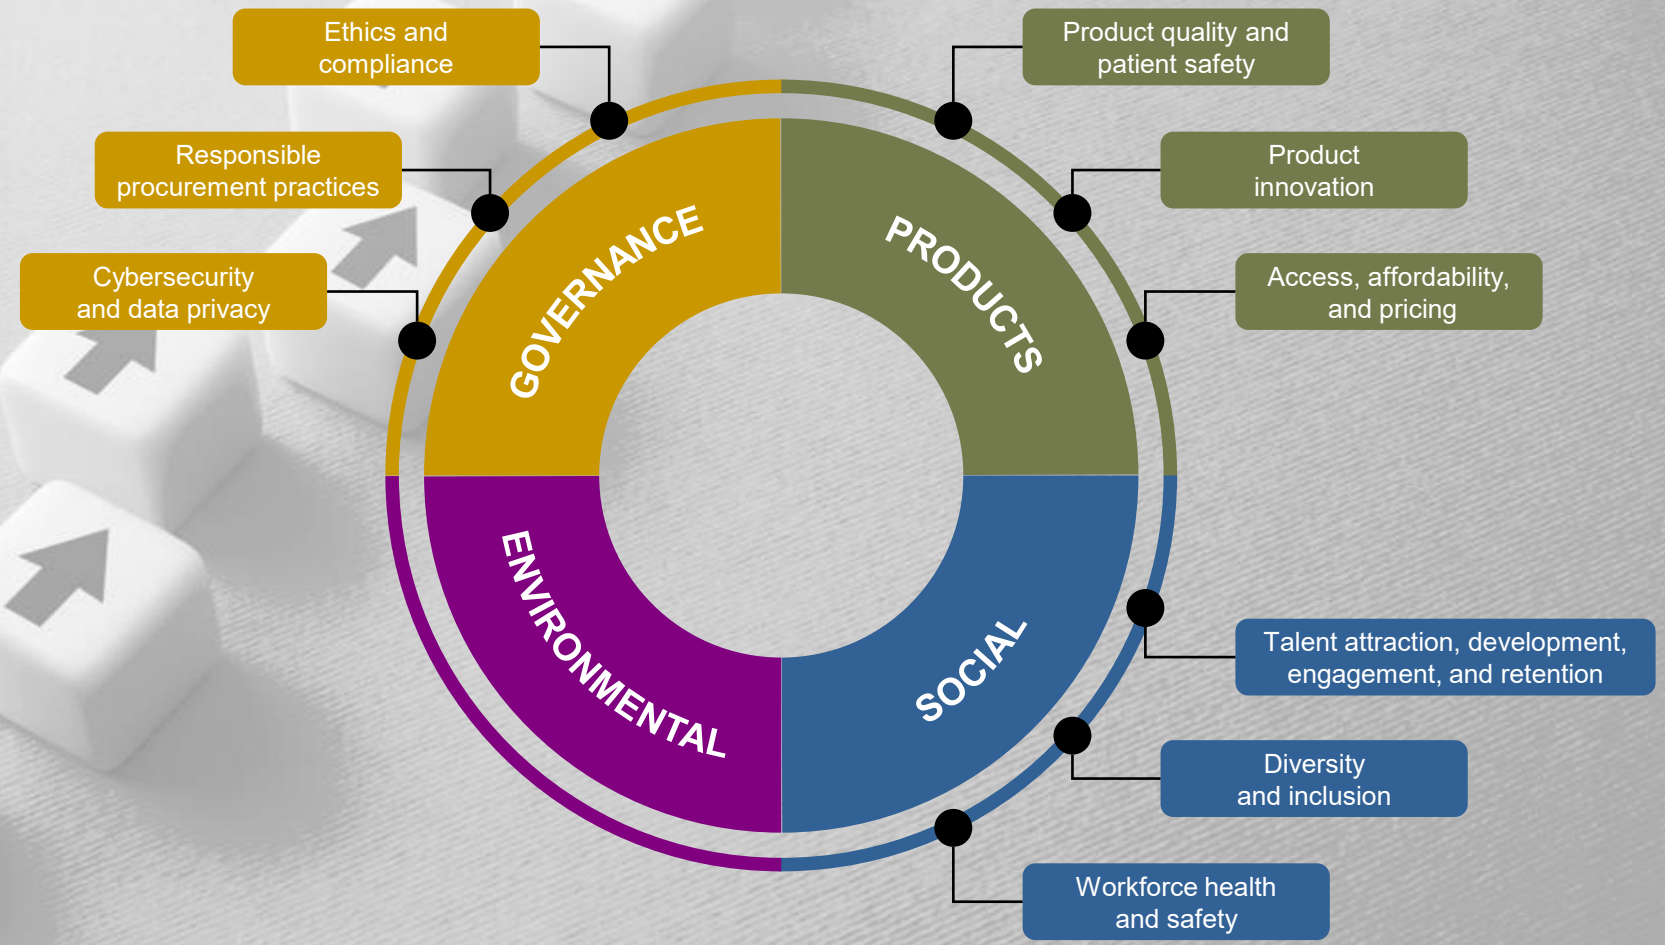 Ethics and
compliance
Responsible
procurement practices
Cybersecurity
and data privacy
Product quality and
patient safety
Product
innovation
Access, affordability,
and pricing
GOVERNANCE
PRODUCTS
ENVIRONMENTAL
SOCIAL
Talent attraction, development,
engagement, and retention
Diversity
and inclusion
Workforce health
and safety